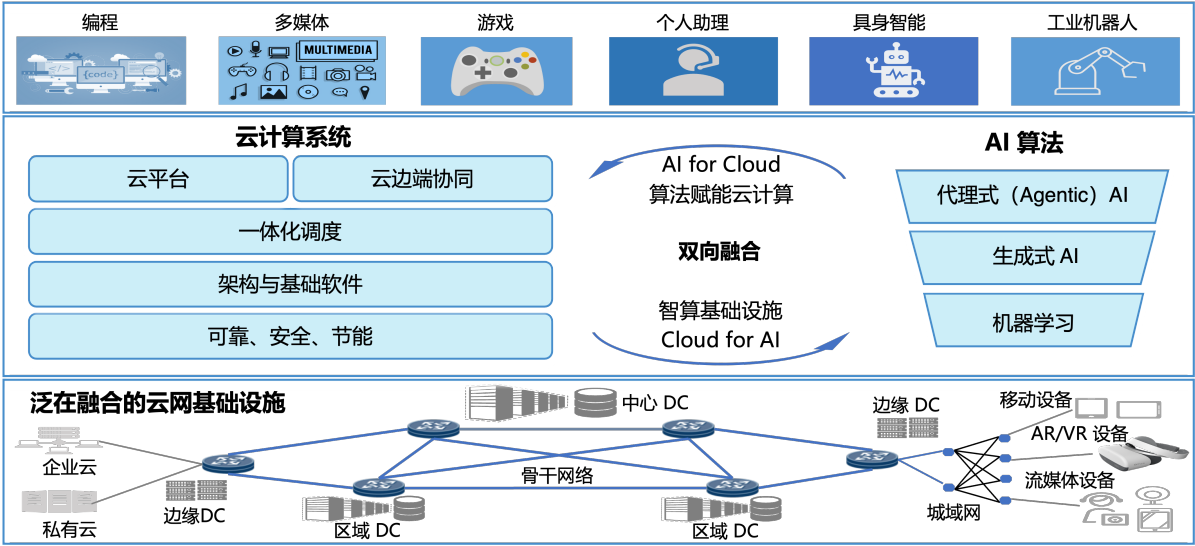 编程
多媒体
游戏
个人助理
具身智能
工业机器人
</>
{code}
MULTIMEDIA
云计算系统
云平台
云边端协同
一体化调度
架构与基础软件
可靠、安全、节能
AI for Cloud
算法赋能云计算
双向融合
智算基础设施
Cloud for AI
AI 算法
代理式（Agentic）AI
生成式 AI
机器学习
泛在融合的云网基础设施
企业云
私有云
边缘DC
中心 DC
骨干网络
区域 DC
区域 DC
边缘 DC
城域网
移动设备
AR/VR 设备
流媒体设备